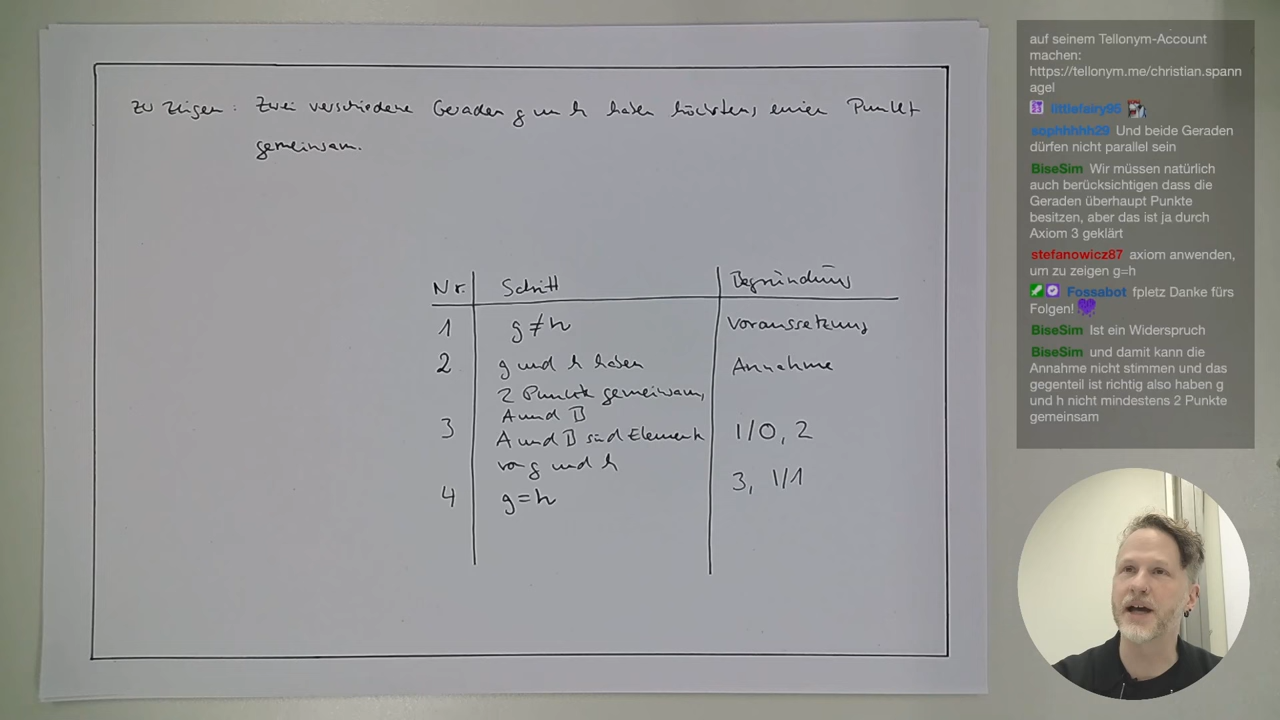 Zu zeigen: Zwei verschiedene Geraden g und h haben höchstens einen Punkt
gemeinsam.
Nr. Schritt Begründung
1 g≠h Voraussetzung
2 g und h haben Annahme
2 Punkte gemeinsam,
A und B
3 A und B sind Element 1/0, 2
von g und h
4 g=h 3, 1/1
auf seinem Tellonym-Account
machen:
https://tellonym.me/christian.spann
agel
littlefairy95
sophhhhh29 Und beide Geraden
dürfen nicht parallel sein
BiseSim Wir müssen natürlich
auch berücksichtigen dass die
Geraden überhaupt Punkte
besitzen, aber das ist ja durch
Axiom 3 geklärt
stefanowicz87 axiom anwenden,
um zu zeigen g=h
Fossabot fpletz Danke fürs
Folgen!
BiseSim Ist ein Widerspruch
BiseSim und damit kann die
Annahme nicht stimmen und das
gegenteil ist richtig also haben g
und h nicht mindestens 2 Punkte
gemeinsam